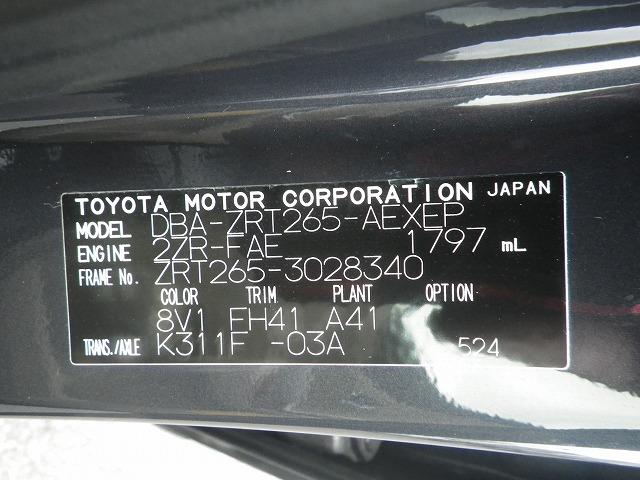 TOYOTA MOTOR CORPORATION JAPAN
MODEL DBA-ZRT265-AEXEP
ENGINE 2ZR-FAE 1797 mL
FRAME No. ZRT265-3028340
COLOR TRIM PLANT OPTION
8V1 FH41 A41
TRANS./AXLE K311F -03A 524